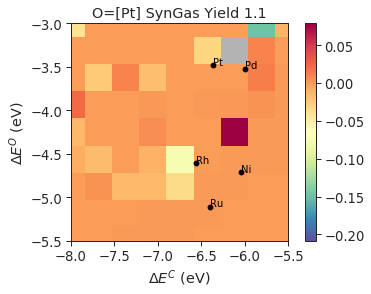 O=[Pt] SynGas Yield 1.1
ΔE^O (eV)
−3.0
−3.5
−4.0
−4.5
−5.0
−5.5
Pt
Pd
Rh
Ni
Ru
−8.0 −7.5 −7.0 −6.5 −6.0 −5.5
ΔE^C (eV)
0.05
0.00
−0.05
−0.10
−0.15
−0.20